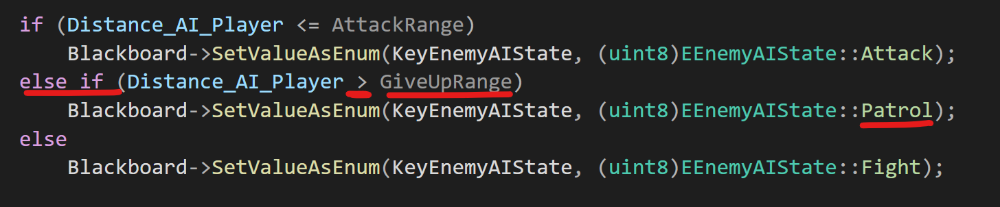 if (Distance_AI_Player <= AttackRange)
    Blackboard->SetValueAsEnum(KeyEnemyAIState, (uint8)EEnemyAIState::Attack);
else if (Distance_AI_Player > GiveUpRange)
    Blackboard->SetValueAsEnum(KeyEnemyAIState, (uint8)EEnemyAIState::Patrol);
else
    Blackboard->SetValueAsEnum(KeyEnemyAIState, (uint8)EEnemyAIState::Fight);